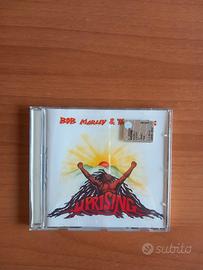 BOB MARLEY & T
UPRISING
subito